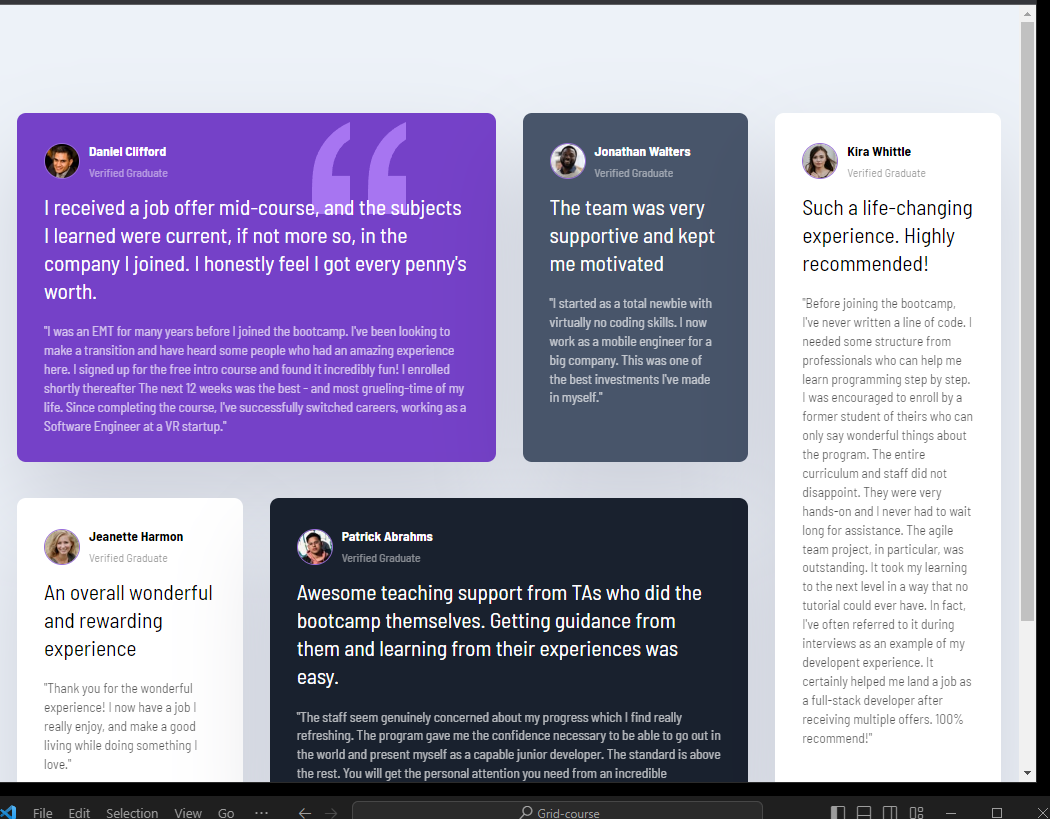 Daniel Clifford
Verified Graduate
I received a job offer mid-course, and the subjects
I learned were current, if not more so, in the
company I joined. I honestly feel I got every penny's
worth.
"I was an EMT for many years before I joined the bootcamp. I've been looking to
make a transition and have heard some people who had an amazing experience
here. I signed up for the free intro course and found it incredibly fun! I enrolled
shortly thereafter The next 12 weeks was the best - and most grueling-time of my
life. Since completing the course, I've successfully switched careers, working as a
Software Engineer at a VR startup."
Jonathan Walters
Verified Graduate
The team was very
supportive and kept
me motivated
"I started as a total newbie with
virtually no coding skills. I now
work as a mobile engineer for a
big company. This was one of
the best investments I've made
in myself."
Kira Whittle
Verified Graduate
Such a life-changing
experience. Highly
recommended!
"Before joining the bootcamp,
I've never written a line of code. I
needed some structure from
professionals who can help me
learn programming step by step.
I was encouraged to enroll by a
former student of theirs who can
only say wonderful things about
the program. The entire
curriculum and staff did not
disappoint. They were very
hands-on and I never had to wait
long for assistance. The agile
team project, in particular, was
outstanding. It took my learning
to the next level in a way that no
tutorial could ever have. In fact,
I've often referred to it during
interviews as an example of my
developent experience. It
certainly helped me land a job as
a full-stack developer after
receiving multiple offers. 100%
recommend!"
Jeanette Harmon
Verified Graduate
An overall wonderful
and rewarding
experience
"Thank you for the wonderful
experience! I now have a job I
really enjoy, and make a good
living while doing something I
love."
Patrick Abrahms
Verified Graduate
Awesome teaching support from TAs who did the
bootcamp themselves. Getting guidance from
them and learning from their experiences was
easy.
"The staff seem genuinely concerned about my progress which I find really
refreshing. The program gave me the confidence necessary to be able to go out in
the world and present myself as a capable junior developer. The standard is above
the rest. You will get the personal attention you need from an incredible
File Edit Selection View Go ··· Grid-course